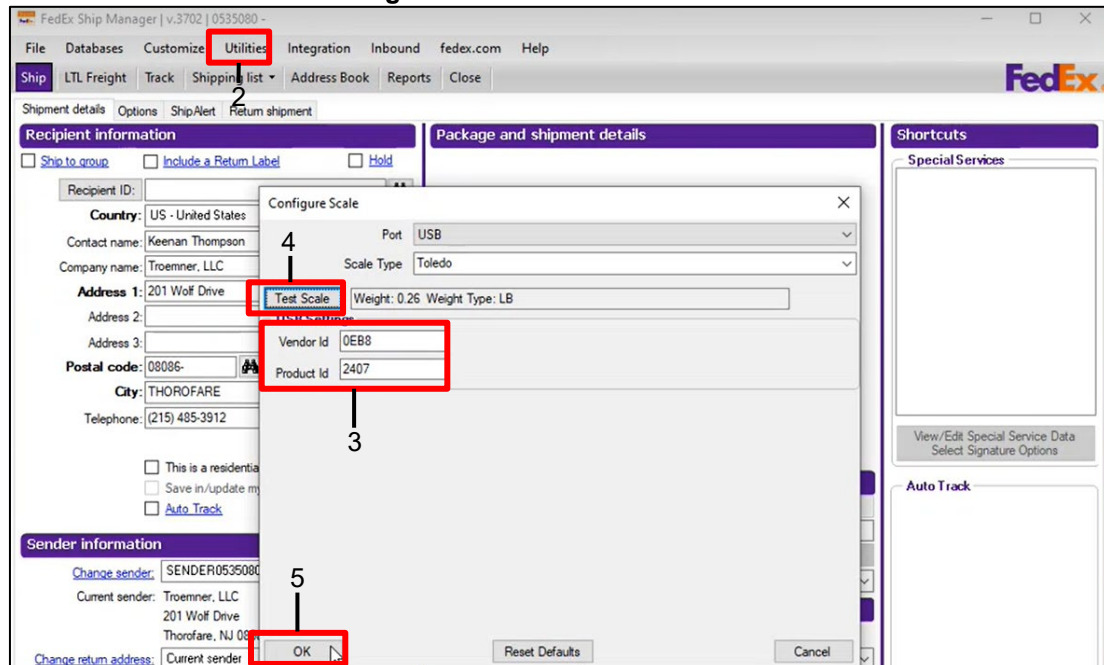 FedEx Ship Manager | v.3702 | 0535080 -
File Databases Customize Utilities Integration Inbound fedex.com Help
Ship LTL Freight Track Shipping list Address Book Reports Close
FedEx
2
Shipment details Options ShipAlert Return shipment
Recipient information
Package and shipment details
Shortcuts
Ship to group Include a Return Label Hold
Special Services
Recipient ID:
Configure Scale
Country: US - United States
Port USB
4
Contact name: Keenan Thompson
Scale Type Toledo
Company name: Troemner, LLC
Address 1: 201 Wolf Drive
Test Scale Weight: 0.26 Weight Type: LB
Address 2:
USB Settings
Address 3:
Vendor Id 0EB8
Postal code: 08086-
Product Id 2407
City: THOROFARE
Telephone: (215) 485-3912
3
View/Edit Special Service Data
Select Signature Options
This is a residentia
Save in/update my
Auto Track
Auto Track
Sender information
Change sender: SENDER0535080
5
Current sender: Troemner, LLC
201 Wolf Drive
Thorofare, NJ
OK Reset Defaults Cancel
Change return address: Current sender